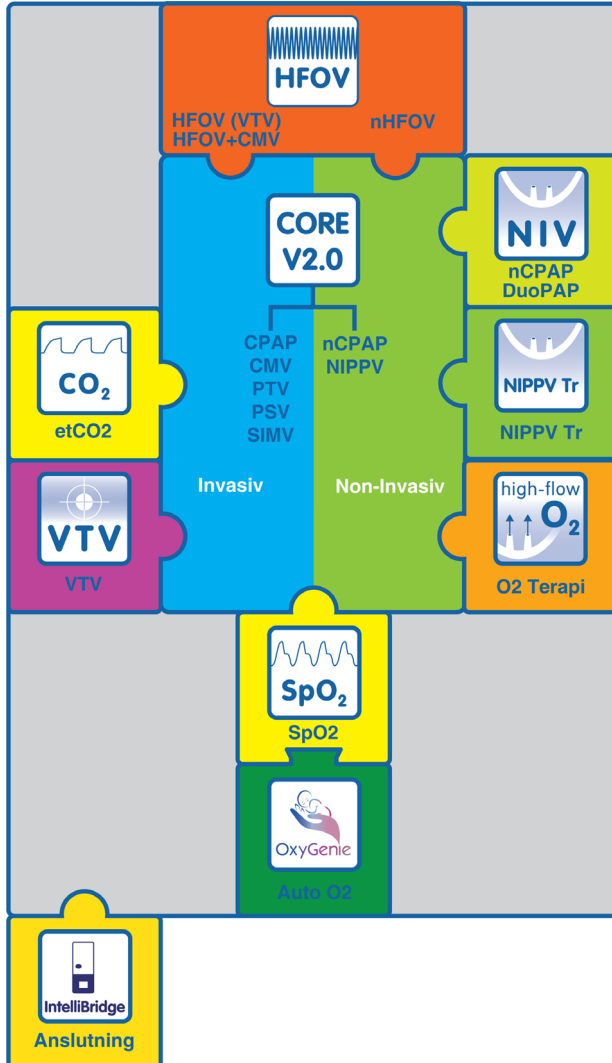 HFOV
HFOV (VTV)
HFOV+CMV
nHFOV
CORE
V2.0
CPAP
CMV
PTV
PSV
SIMV
nCPAP
NIPPV
Invasiv
Non-Invasiv
NIV
nCPAP
DuoPAP
CO₂
etCO2
NIPPV Tr
NIPPV Tr
VTV
VTV
high-flow
O₂
O2 Terapi
SpO₂
SpO2
OxyGenie
Auto O2
IntelliBridge
Anslutning